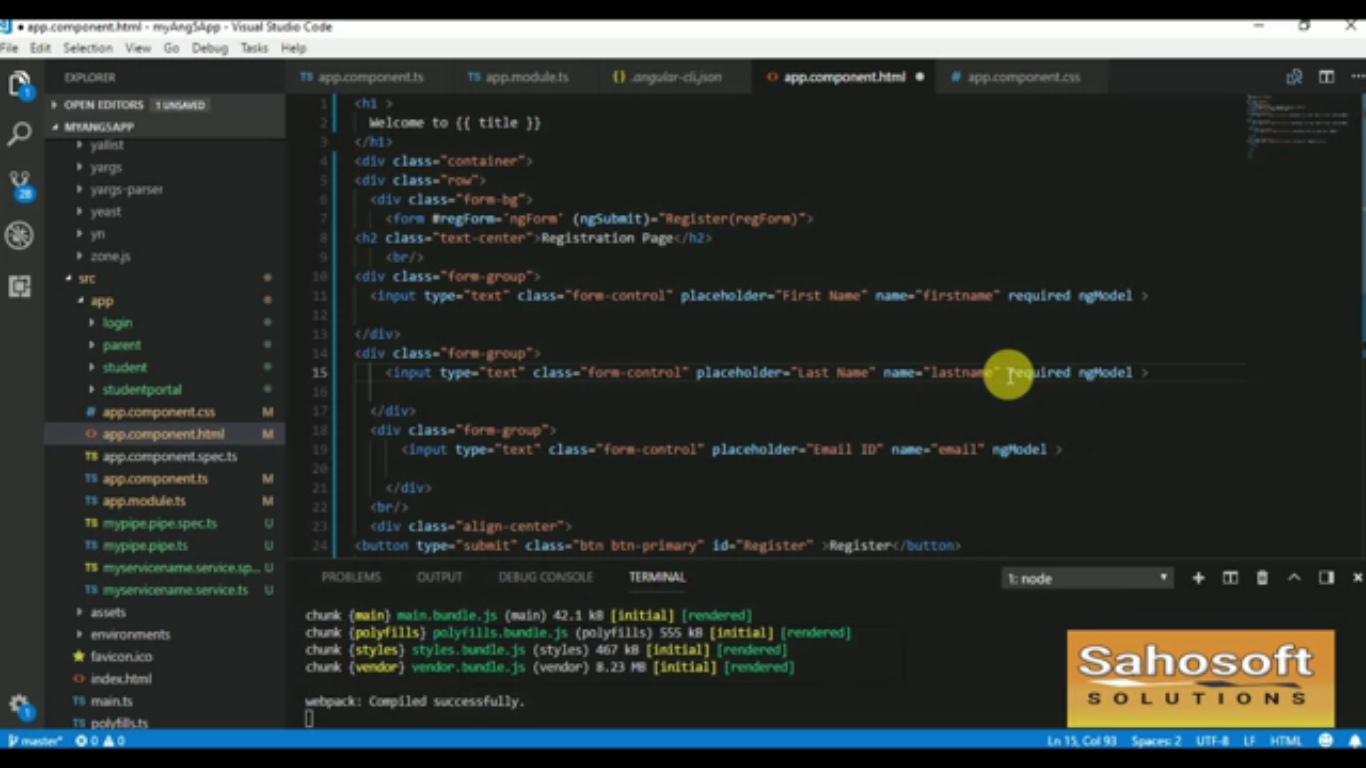 app.component.html - myAng5App - Visual Studio Code
File Edit Selection View Go Debug Tasks Help
EXPLORER
app.component.ts
app.module.ts
.angular-cli.json
app.component.html
app.component.css
OPEN EDITORS 1 UNSAVED
MYANG5APP
yallist
yargs
yargs-parser
yeast
yn
zone.js
src
app
login
parent
student
studentportal
app.component.css M
app.component.html M
app.component.spec.ts
app.component.ts M
app.module.ts M
mypipe.pipe.spec.ts U
mypipe.pipe.ts U
myservicename.service.sp... U
myservicename.service.ts U
assets
environments
favicon.ico
index.html
main.ts
polyfills.ts
1 <h1 >
2 Welcome to {{ title }}
3 </h1>
4 <div class="container">
5 <div class="row">
6 <div class="form-bg">
7 <form #regForm='ngForm' (ngSubmit)="Register(regForm)">
8 <h2 class="text-center">Registration Page</h2>
9 <br/>
10 <div class="form-group">
11 <input type="text" class="form-control" placeholder="First Name" name="firstname" required ngModel >
12
13 </div>
14 <div class="form-group">
15 <input type="text" class="form-control" placeholder="Last Name" name="lastname" required ngModel >
16
17 </div>
18 <div class="form-group">
19 <input type="text" class="form-control" placeholder="Email ID" name="email" ngModel >
20
21 </div>
22 <br/>
23 <div class="align-center">
24 <button type="submit" class="btn btn-primary" id="Register" >Register</button>
PROBLEMS OUTPUT DEBUG CONSOLE TERMINAL 1: node
chunk {main} main.bundle.js (main) 42.1 kB [initial] [rendered]
chunk {polyfills} polyfills.bundle.js (polyfills) 555 kB [initial] [rendered]
chunk {styles} styles.bundle.js (styles) 467 kB [initial] [rendered]
chunk {vendor} vendor.bundle.js (vendor) 8.23 MB [initial] [rendered]
webpack: Compiled successfully.
Sahosoft
SOLUTIONS
master* 0 0 Ln 15, Col 93 Spaces: 2 UTF-8 LF HTML